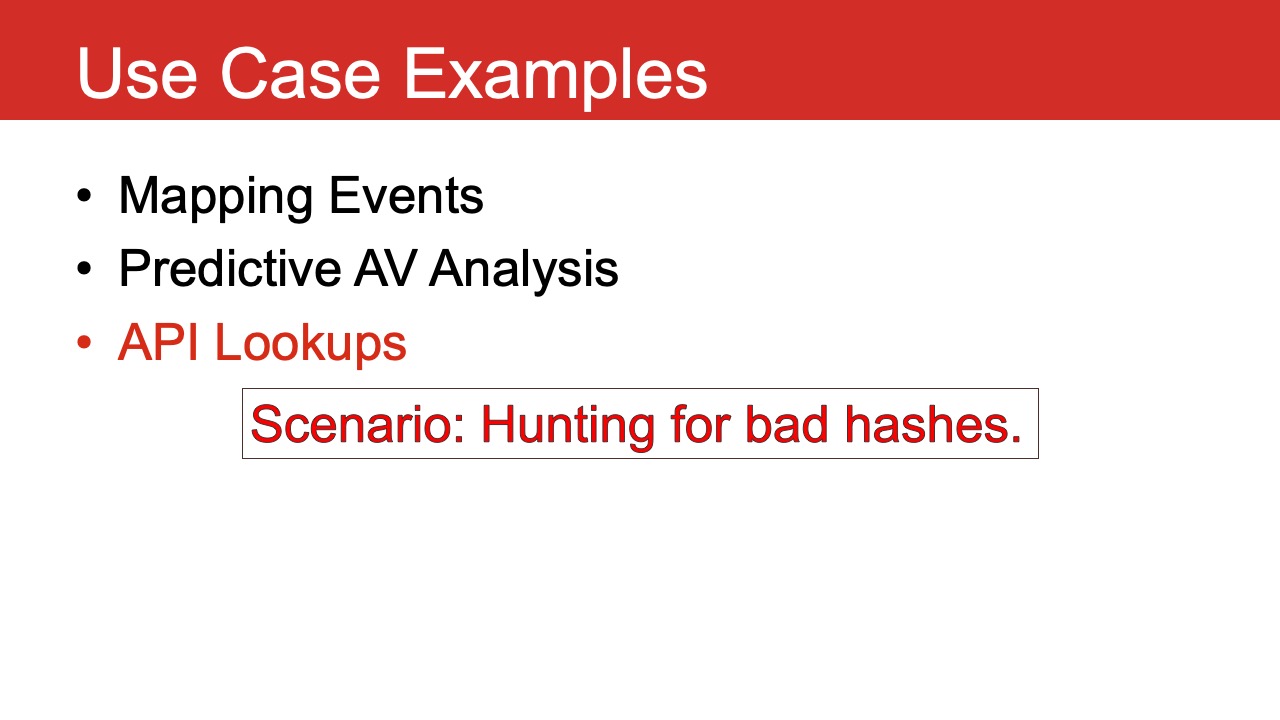 Use Case Examples
• Mapping Events
• Predictive AV Analysis
• API Lookups
Scenario: Hunting for bad hashes.